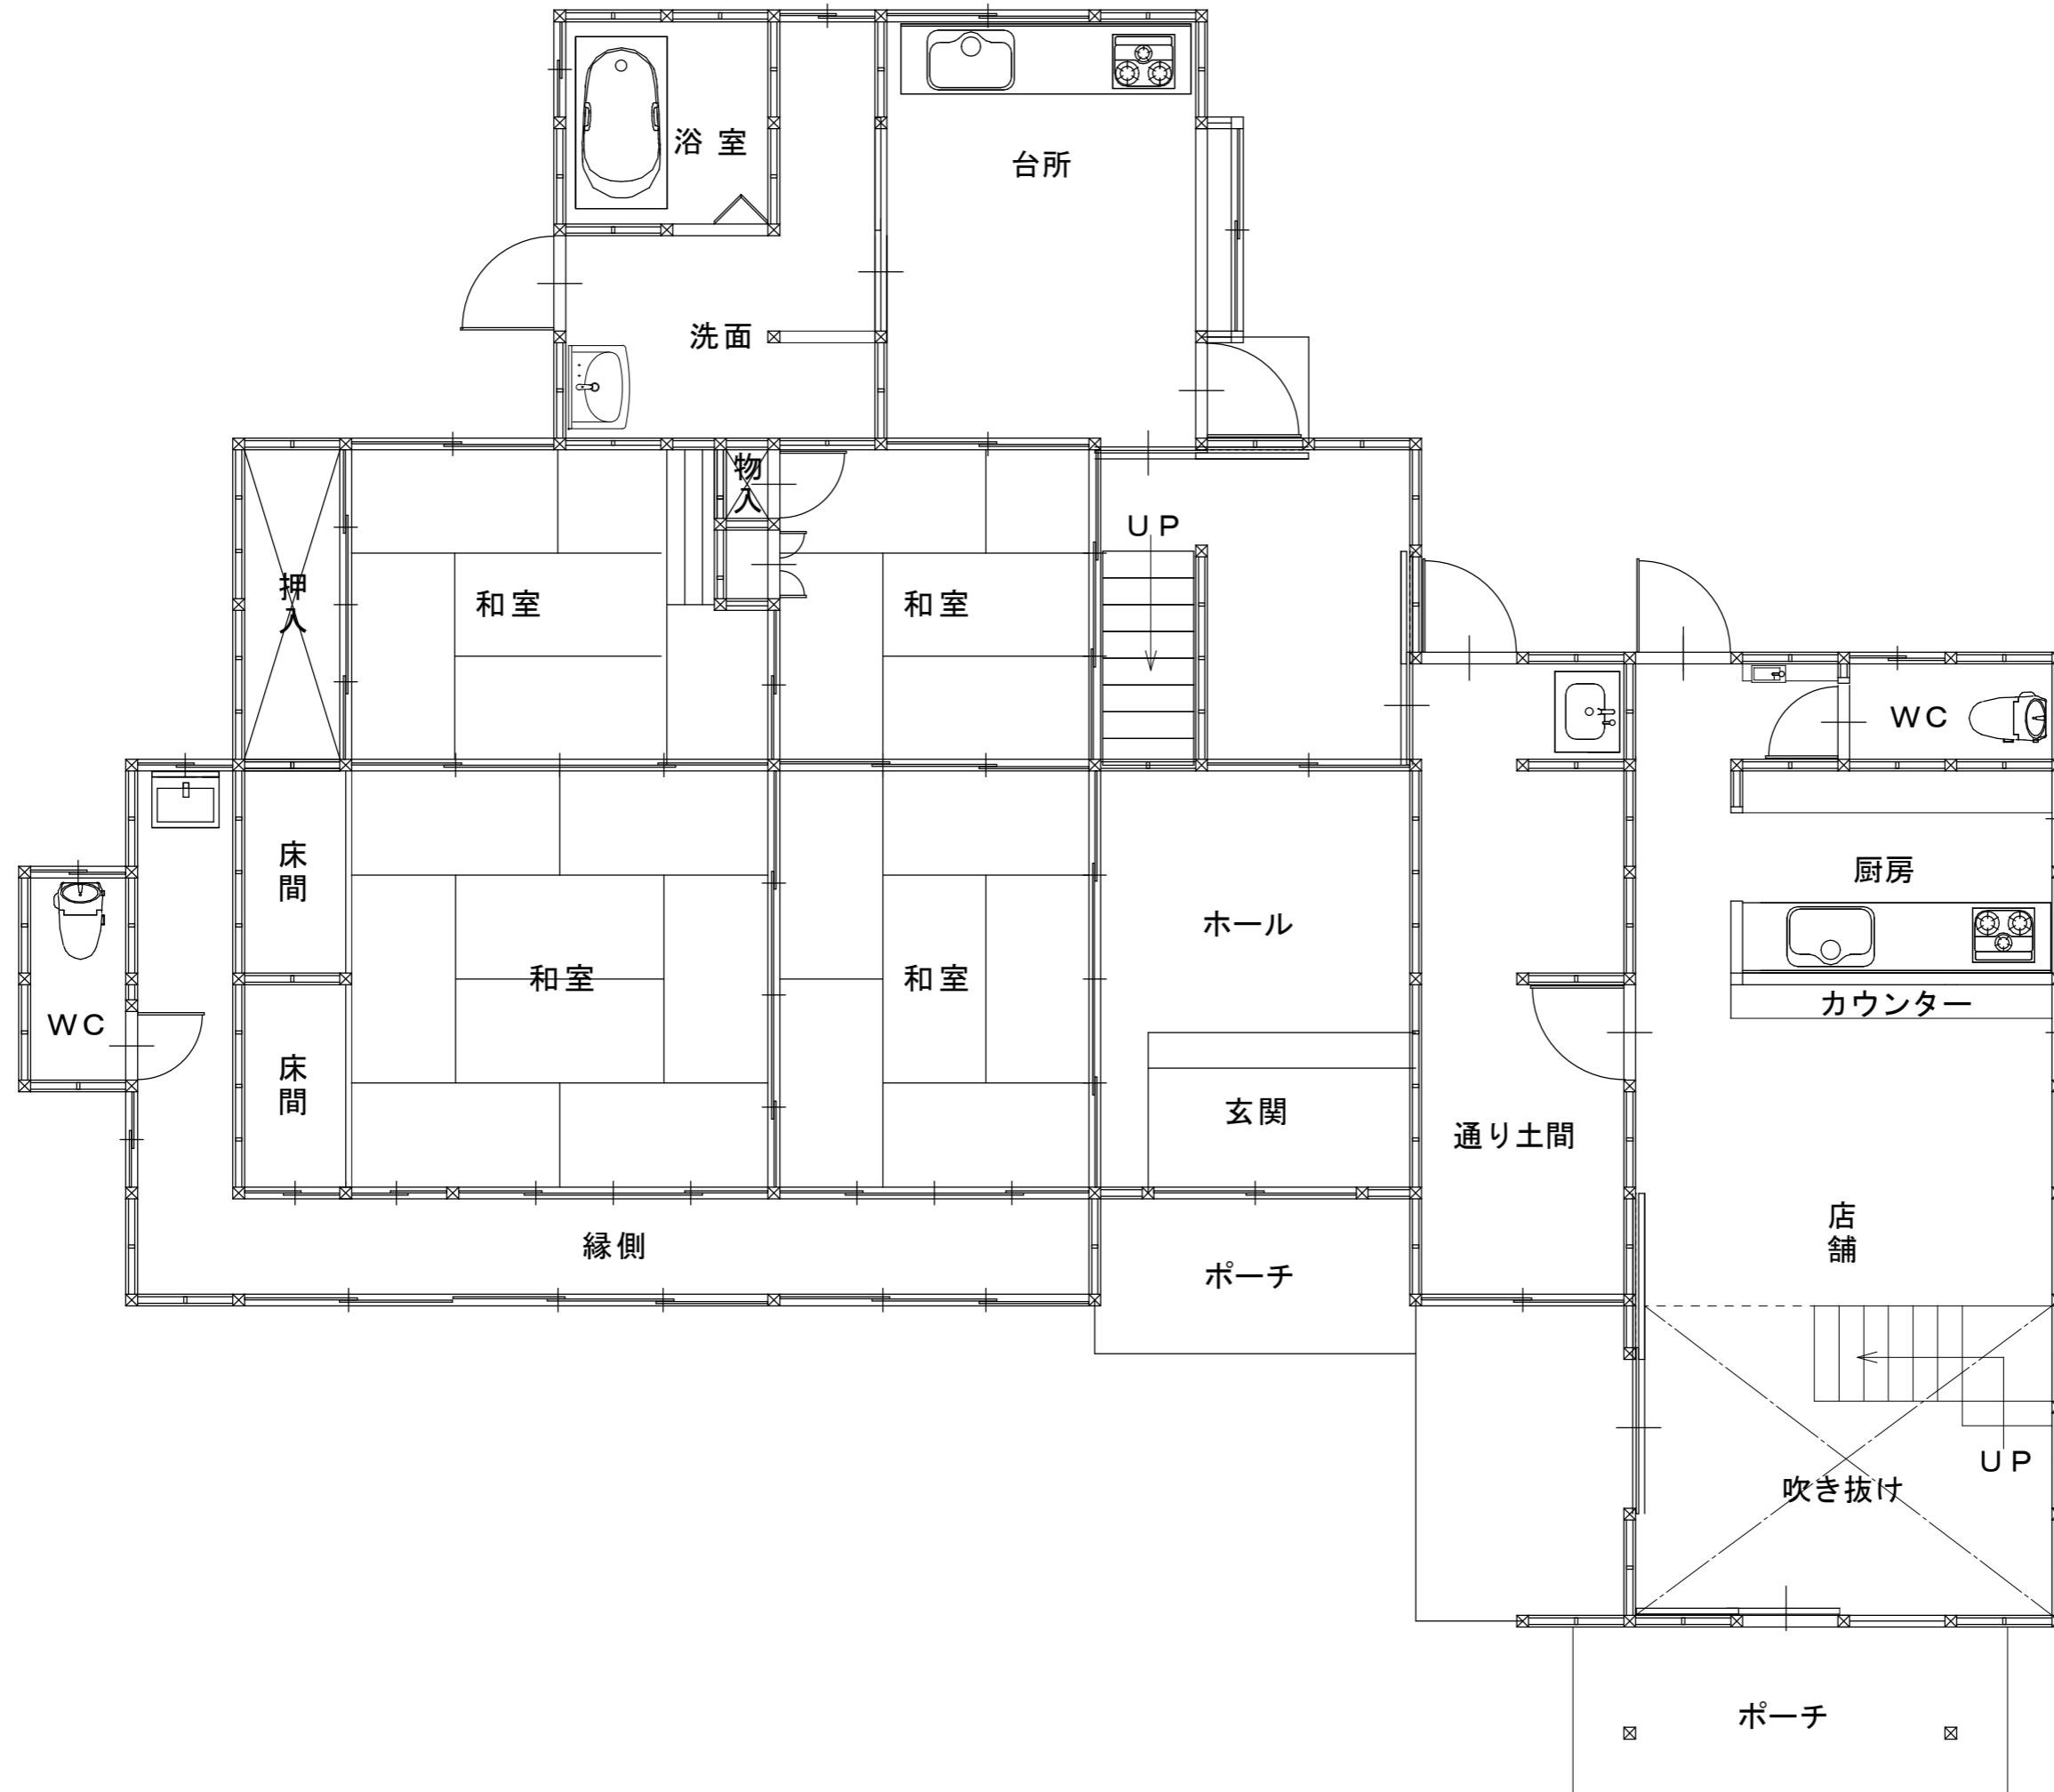 浴室
台所
洗面
物入
UP
押入
和室
和室
WC
床間
厨房
ホール
和室
和室
カウンター
WC
床間
玄関
通り土間
店舗
縁側
ポーチ
UP
吹き抜け
ポーチ